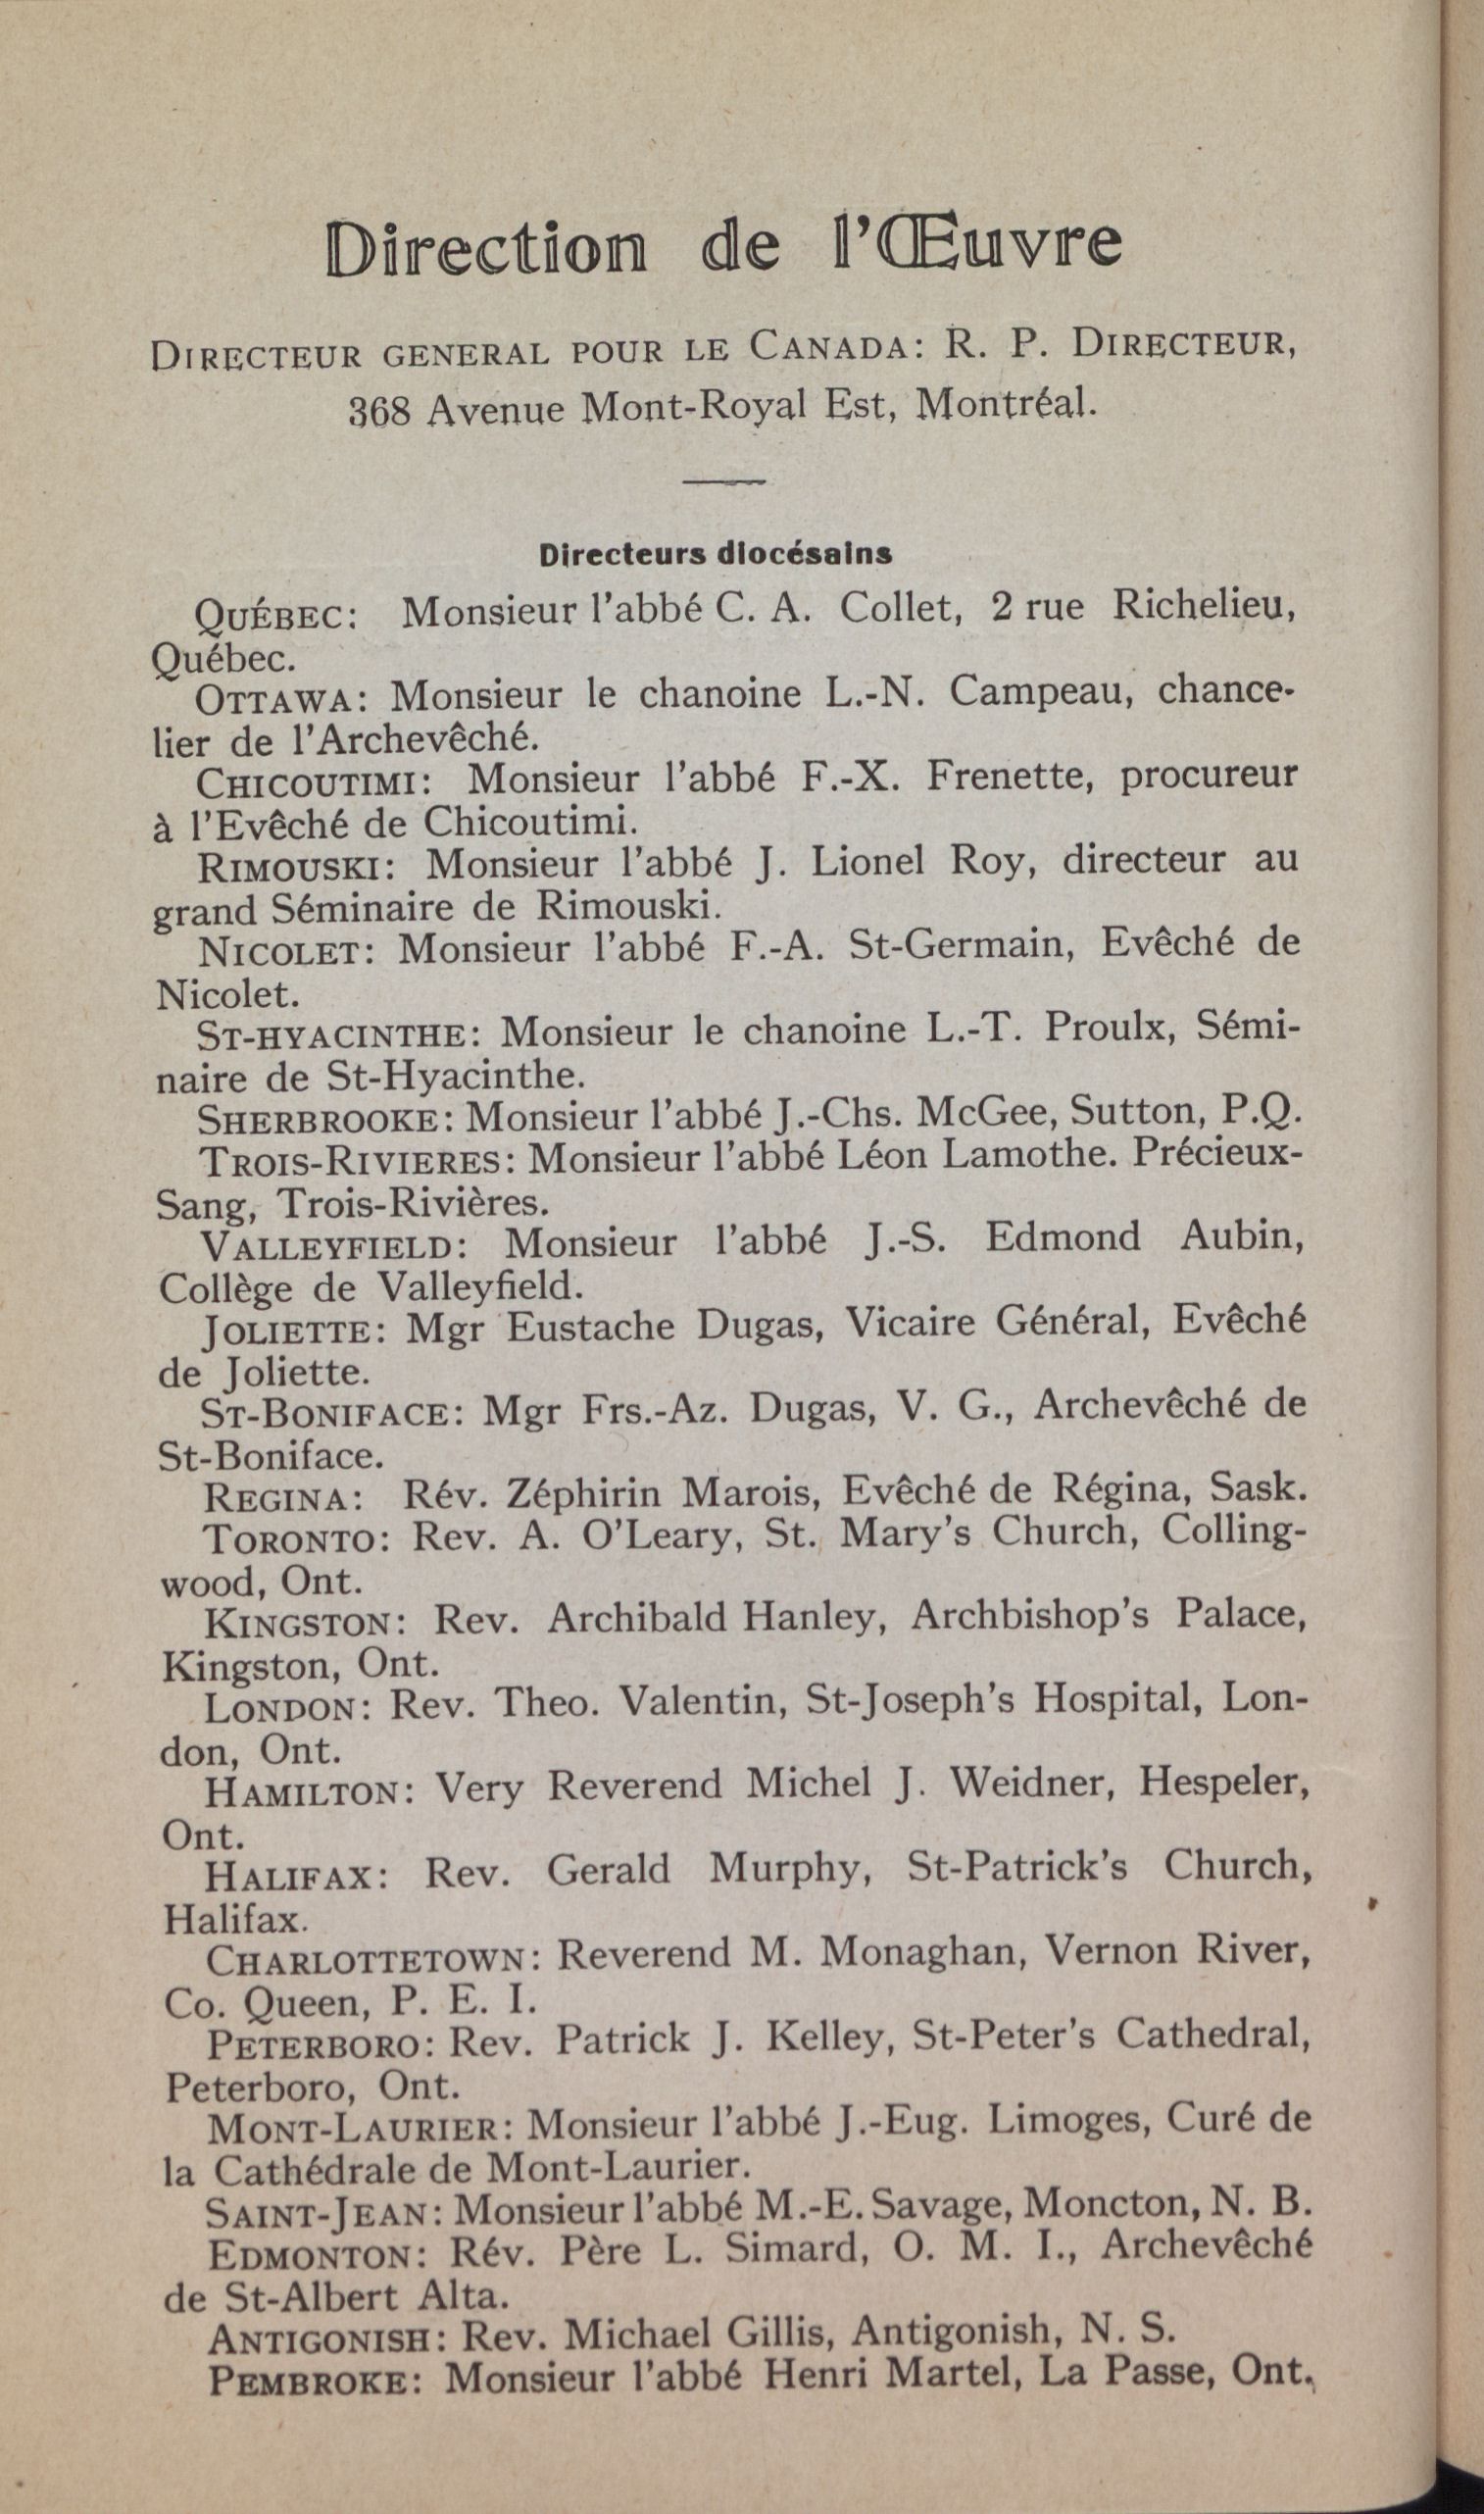 Direction de l'Œuvre
DIRECTEUR GENERAL POUR LE CANADA: R. P. DIRECTEUR,
368 Avenue Mont-Royal Est, Montréal.
Directeurs diocésains
QUÉBEC: Monsieur l'abbé C. A. Collet, 2 rue Richelieu,
Québec.
OTTAWA: Monsieur le chanoine L.-N. Campeau, chance-
lier de l'Archevêché.
CHICOUTIMI: Monsieur l'abbé F.-X. Frenette, procureur
à l'Evêché de Chicoutimi.
RIMOUSKI: Monsieur l'abbé J. Lionel Roy, directeur au
grand Séminaire de Rimouski.
NICOLET: Monsieur l'abbé F.-A. St-Germain, Evêché de
Nicolet.
ST-HYACINTHE: Monsieur le chanoine L.-T. Proulx, Sémi-
naire de St-Hyacinthe.
SHERBROOKE: Monsieur l'abbé J.-Chs. McGee, Sutton, P.Q.
TROIS-RIVIERES: Monsieur l'abbé Léon Lamothe. Précieux-
Sang, Trois-Rivières.
VALLEYFIELD: Monsieur l'abbé J.-S. Edmond Aubin,
Collège de Valleyfield.
JOLIETTE: Mgr Eustache Dugas, Vicaire Général, Evêché
de Joliette.
ST-BONIFACE: Mgr Frs.-Az. Dugas, V. G., Archevêché de
St-Boniface.
REGINA: Rév. Zéphirin Marois, Evêché de Régina, Sask.
TORONTO: Rev. A. O'Leary, St. Mary's Church, Colling-
wood, Ont.
KINGSTON: Rev. Archibald Hanley, Archbishop's Palace,
Kingston, Ont.
LONDON: Rev. Theo. Valentin, St-Joseph's Hospital, Lon-
don, Ont.
HAMILTON: Very Reverend Michel J. Weidner, Hespeler,
Ont.
HALIFAX: Rev. Gerald Murphy, St-Patrick's Church,
Halifax.
CHARLOTTETOWN: Reverend M. Monaghan, Vernon River,
Co. Queen, P. E. I.
PETERBORO: Rev. Patrick J. Kelley, St-Peter's Cathedral,
Peterboro, Ont.
MONT-LAURIER: Monsieur l'abbé J.-Eug. Limoges, Curé de
la Cathédrale de Mont-Laurier.
SAINT-JEAN: Monsieur l'abbé M.-E. Savage, Moncton, N. B.
EDMONTON: Rév. Père L. Simard, O. M. I., Archevêché
de St-Albert Alta.
ANTIGONISH: Rev. Michael Gillis, Antigonish, N. S.
PEMBROKE: Monsieur l'abbé Henri Martel, La Passe, Ont.